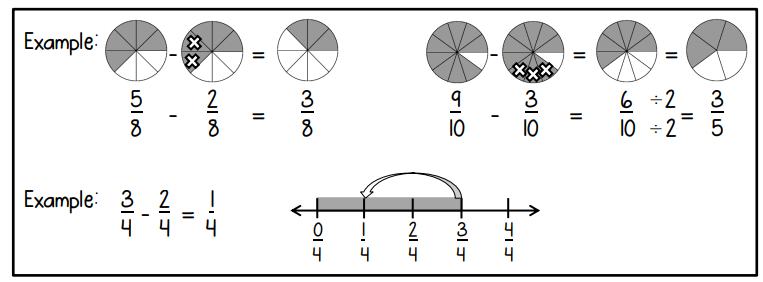 Example: - = - = =
5/8 - 2/8 = 3/8 9/10 - 3/10 = 6/10 ÷2/÷2 = 3/5
Example: 3/4 - 2/4 = 1/4
0/4 1/4 2/4 3/4 4/4